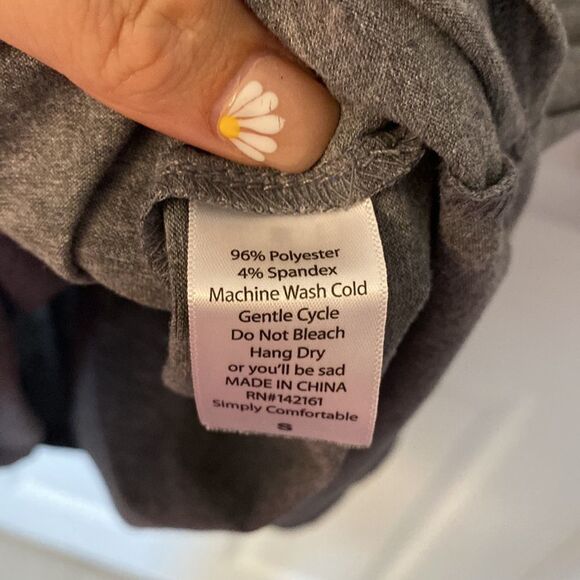 96% Polyester
4% Spandex
Machine Wash Cold
Gentle Cycle
Do Not Bleach
Hang Dry
or you'll be sad
MADE IN CHINA
RN#142161
Simply Comfortable
S